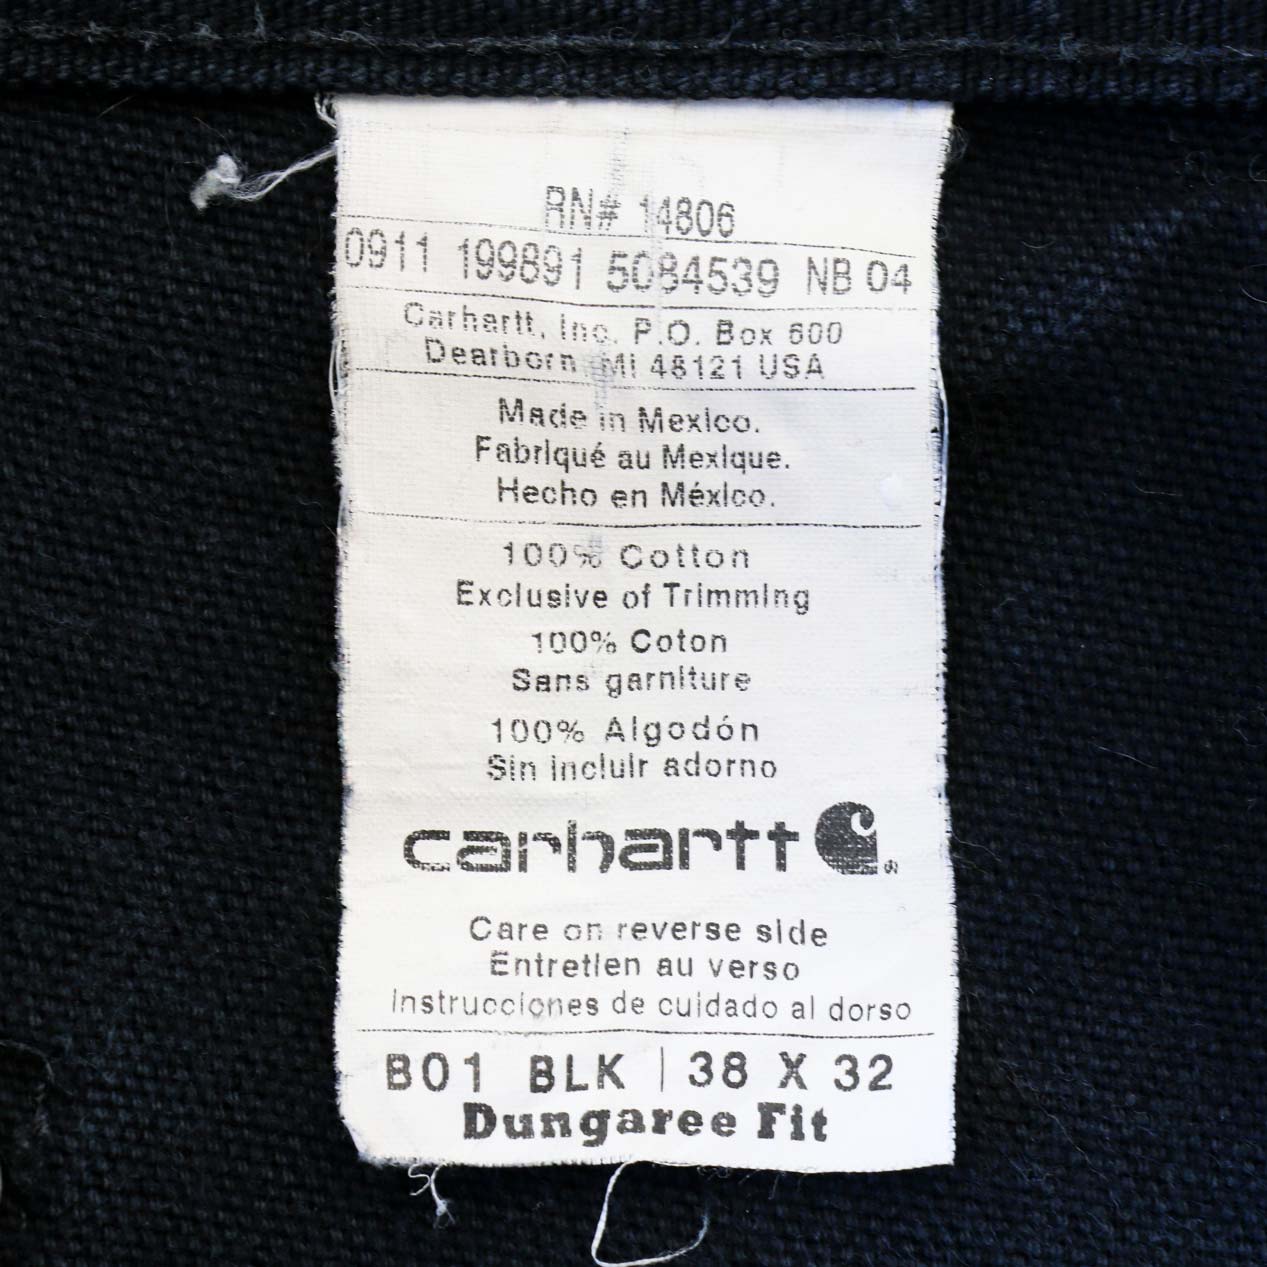 RN# 14806
0911 199891 5084539 NB 04
Carhartt, Inc. P.O. Box 600
Dearborn MI 48121 USA
Made in Mexico.
Fabriqué au Mexique.
Hecho en México.
100% Cotton
Exclusive of Trimming
100% Coton
Sans garniture
100% Algodón
Sin incluir adorno
carhartt ®
Care on reverse side
Entretien au verso
Instrucciones de cuidado al dorso
B01 BLK | 38 X 32
Dungaree Fit